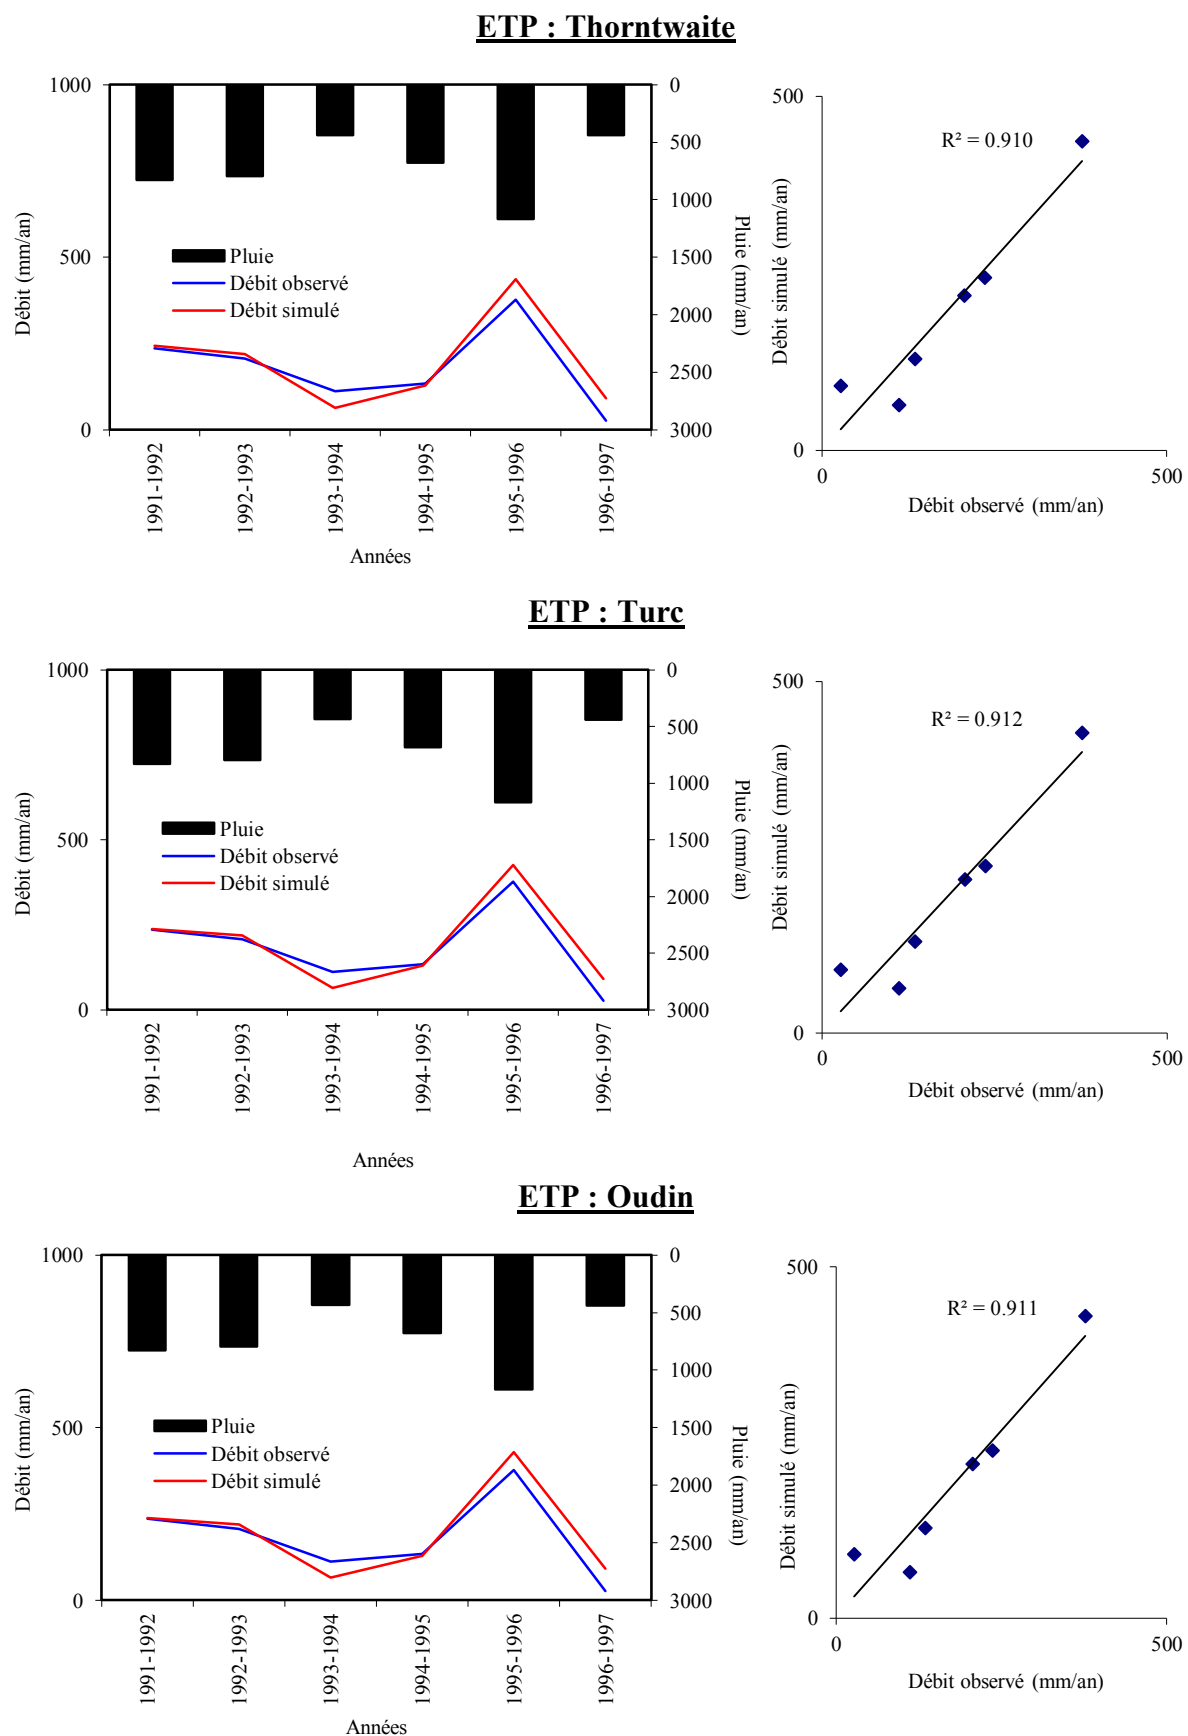 ETP : Thorntwaite
1000
500
0
Débit (mm/an)
0
500
1000
1500
2000
2500
3000
Pluie (mm/an)
Pluie
Débit observé
Débit simulé
1991-1992
1992-1993
1993-1994
1994-1995
1995-1996
1996-1997
Années
500
0
Débit simulé (mm/an)
R² = 0.910
0
500
Débit observé (mm/an)
ETP : Turc
1000
500
0
Débit (mm/an)
0
500
1000
1500
2000
2500
3000
Pluie (mm/an)
Pluie
Débit observé
Débit simulé
1991-1992
1992-1993
1993-1994
1994-1995
1995-1996
1996-1997
Années
500
0
Débit simulé (mm/an)
R² = 0.912
0
500
Débit observé (mm/an)
ETP : Oudin
1000
500
0
Débit (mm/an)
0
500
1000
1500
2000
2500
3000
Pluie (mm/an)
Pluie
Débit observé
Débit simulé
1991-1992
1992-1993
1993-1994
1994-1995
1995-1996
1996-1997
Années
500
0
Débit simulé (mm/an)
R² = 0.911
0
500
Débit observé (mm/an)